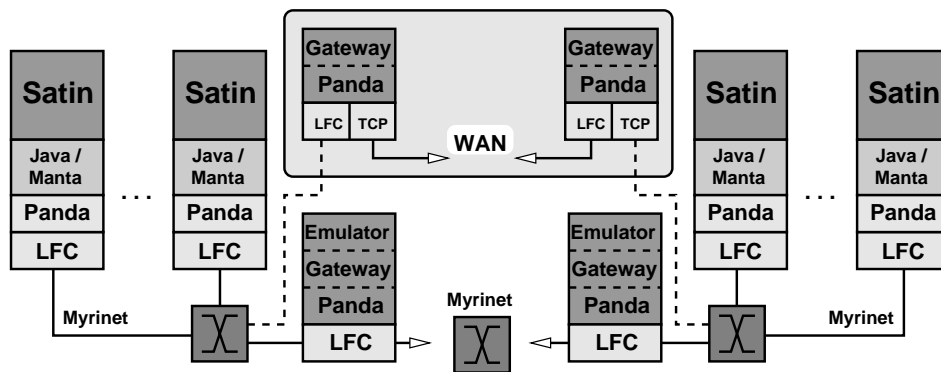 Satin
Java /
Manta
Panda
LFC
. . .
Satin
Java /
Manta
Panda
LFC
Gateway
Panda
LFC TCP
WAN
Gateway
Panda
LFC TCP
Satin
Java /
Manta
Panda
LFC
. . .
Satin
Java /
Manta
Panda
LFC
Myrinet
Emulator
Gateway
Panda
LFC
Myrinet
Emulator
Gateway
Panda
LFC
Myrinet